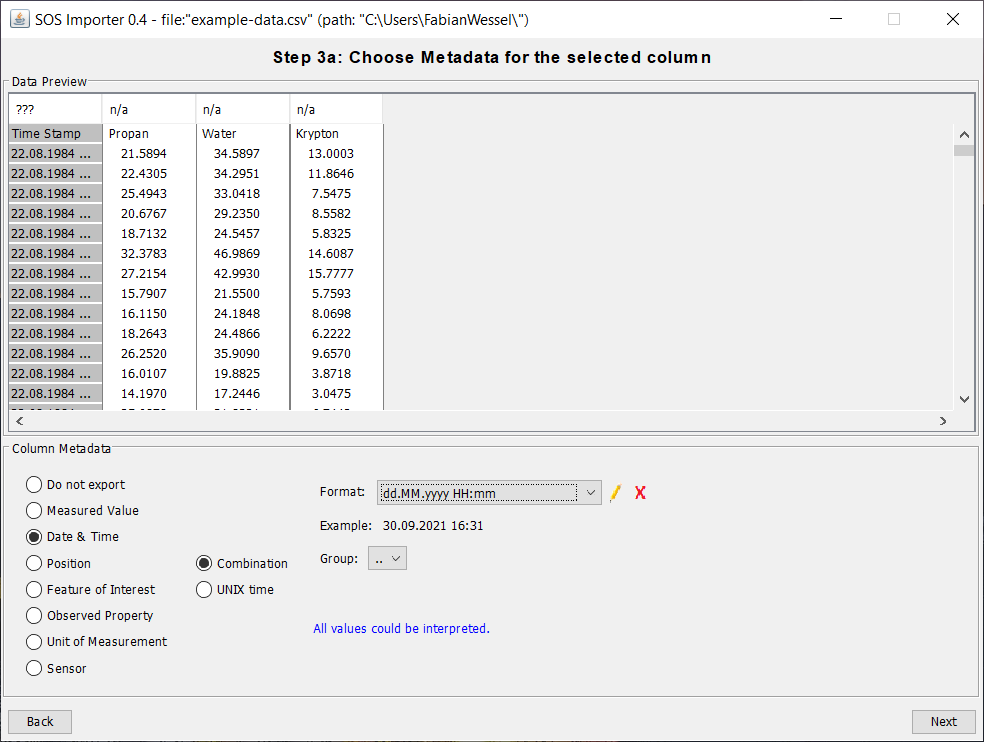 SOS Importer 0.4 - file:"example-data.csv" (path: "C:\Users\FabianWessel\")
Step 3a: Choose Metadata for the selected column
Data Preview
??? n/a n/a n/a
Time Stamp Propan Water Krypton
22.08.1984 ... 21.5894 34.5897 13.0003
22.08.1984 ... 22.4305 34.2951 11.8646
22.08.1984 ... 25.4943 33.0418 7.5475
22.08.1984 ... 20.6767 29.2350 8.5582
22.08.1984 ... 18.7132 24.5457 5.8325
22.08.1984 ... 32.3783 46.9869 14.6087
22.08.1984 ... 27.2154 42.9930 15.7777
22.08.1984 ... 15.7907 21.5500 5.7593
22.08.1984 ... 16.1150 24.1848 8.0698
22.08.1984 ... 18.2643 24.4866 6.2222
22.08.1984 ... 26.2520 35.9090 9.6570
22.08.1984 ... 16.0107 19.8825 3.8718
22.08.1984 ... 14.1970 17.2446 3.0475
Column Metadata
Do not export
Measured Value
Date & Time
Position
Feature of Interest
Observed Property
Unit of Measurement
Sensor
Combination
UNIX time
Format: dd.MM.yyyy HH:mm X
Example: 30.09.2021 16:31
Group: ..
All values could be interpreted.
Back Next